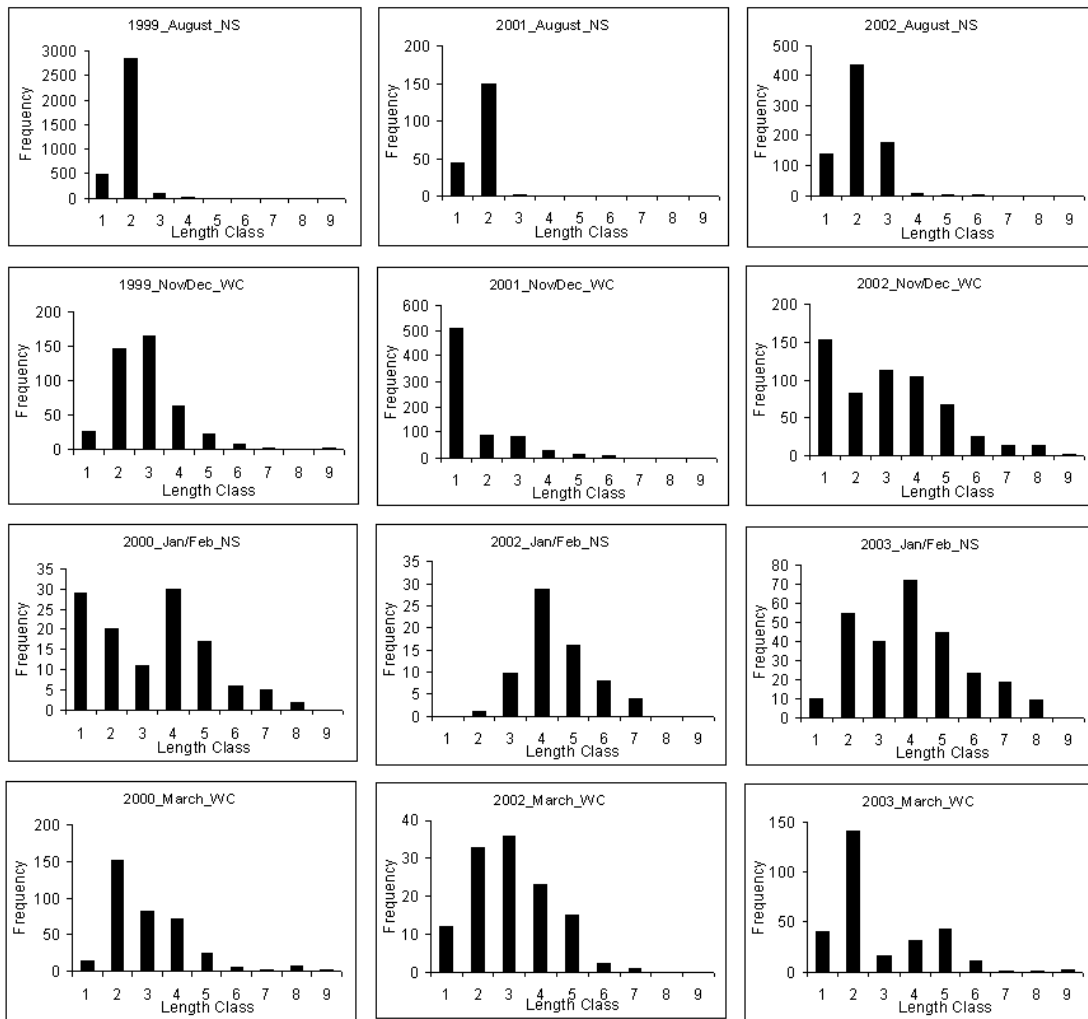 1999_August_NS
3000
2500
2000
1500
1000
500
0
Frequency
1 2 3 4 5 6 7 8 9
Length Class
2001_August_NS
200
150
100
50
0
Frequency
1 2 3 4 5 6 7 8 9
Length Class
2002_August_NS
500
400
300
200
100
0
Frequency
1 2 3 4 5 6 7 8 9
Length Class
1999_Nov/Dec_WC
200
150
100
50
0
Frequency
1 2 3 4 5 6 7 8 9
Length Class
2001_Nov/Dec_WC
600
500
400
300
200
100
0
Frequency
1 2 3 4 5 6 7 8 9
Length Class
2002_Nov/Dec_WC
200
150
100
50
0
Frequency
1 2 3 4 5 6 7 8 9
Length Class
2000_Jan/Feb_NS
35
30
25
20
15
10
5
0
Frequency
1 2 3 4 5 6 7 8 9
Length Class
2002_Jan/Feb_NS
35
30
25
20
15
10
5
0
Frequency
1 2 3 4 5 6 7 8 9
Length Class
2003_Jan/Feb_NS
80
70
60
50
40
30
20
10
0
Frequency
1 2 3 4 5 6 7 8 9
Length Class
2000_March_WC
200
150
100
50
0
Frequency
1 2 3 4 5 6 7 8 9
Length Class
2002_March_WC
40
30
20
10
0
Frequency
1 2 3 4 5 6 7 8 9
Length Class
2003_March_WC
150
100
50
0
Frequency
1 2 3 4 5 6 7 8 9
Length Class